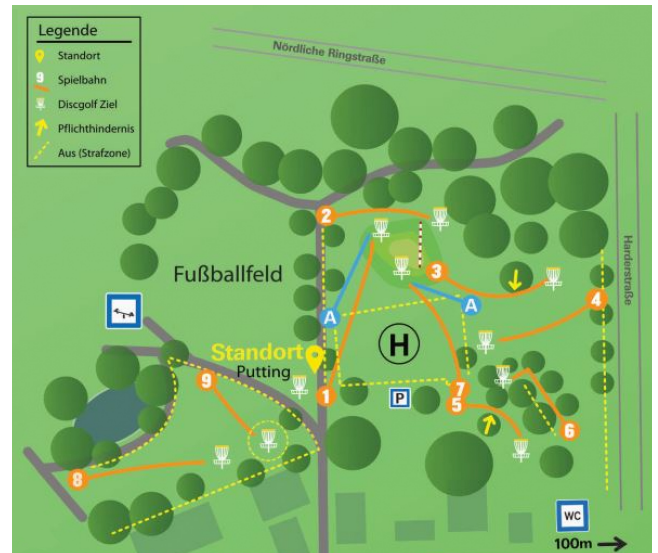 Legende
Standort
9 Spielbahn
Discgolf Ziel
Pflichthindernis
Aus (Strafzone)
Nördliche Ringstraße
Harderstraße
2
3
4
Fußballfeld
A
A
H
Standort
Putting
9
1
P
7
5
6
8
WC
100m